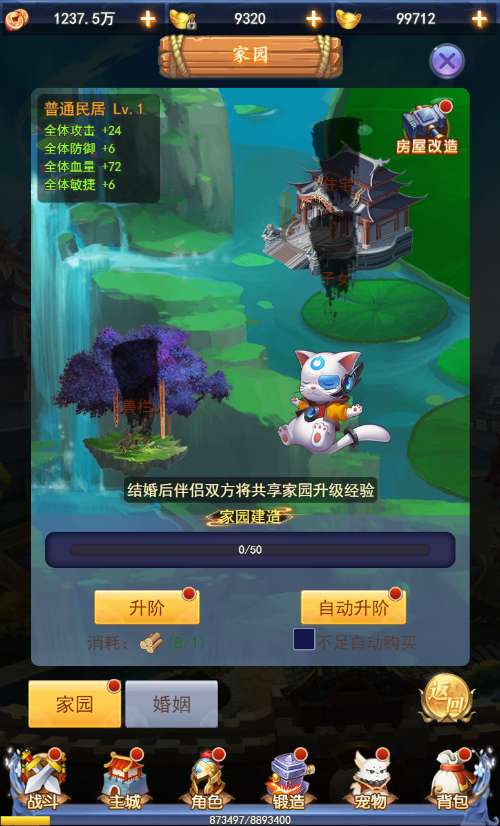 1237.5万
9320
99712
家园
普通民居 Lv.1
全体攻击 +24
全体防御 +6
全体血量 +72
全体敏捷 +6
房屋改造
子女
结婚后伴侣双方将共享家园升级经验
家园建造
0/50
升阶
自动升阶
消耗:
不足自动购买
家园
婚姻
返回
战斗
主城
角色
锻造
宠物
背包
873497/8893400